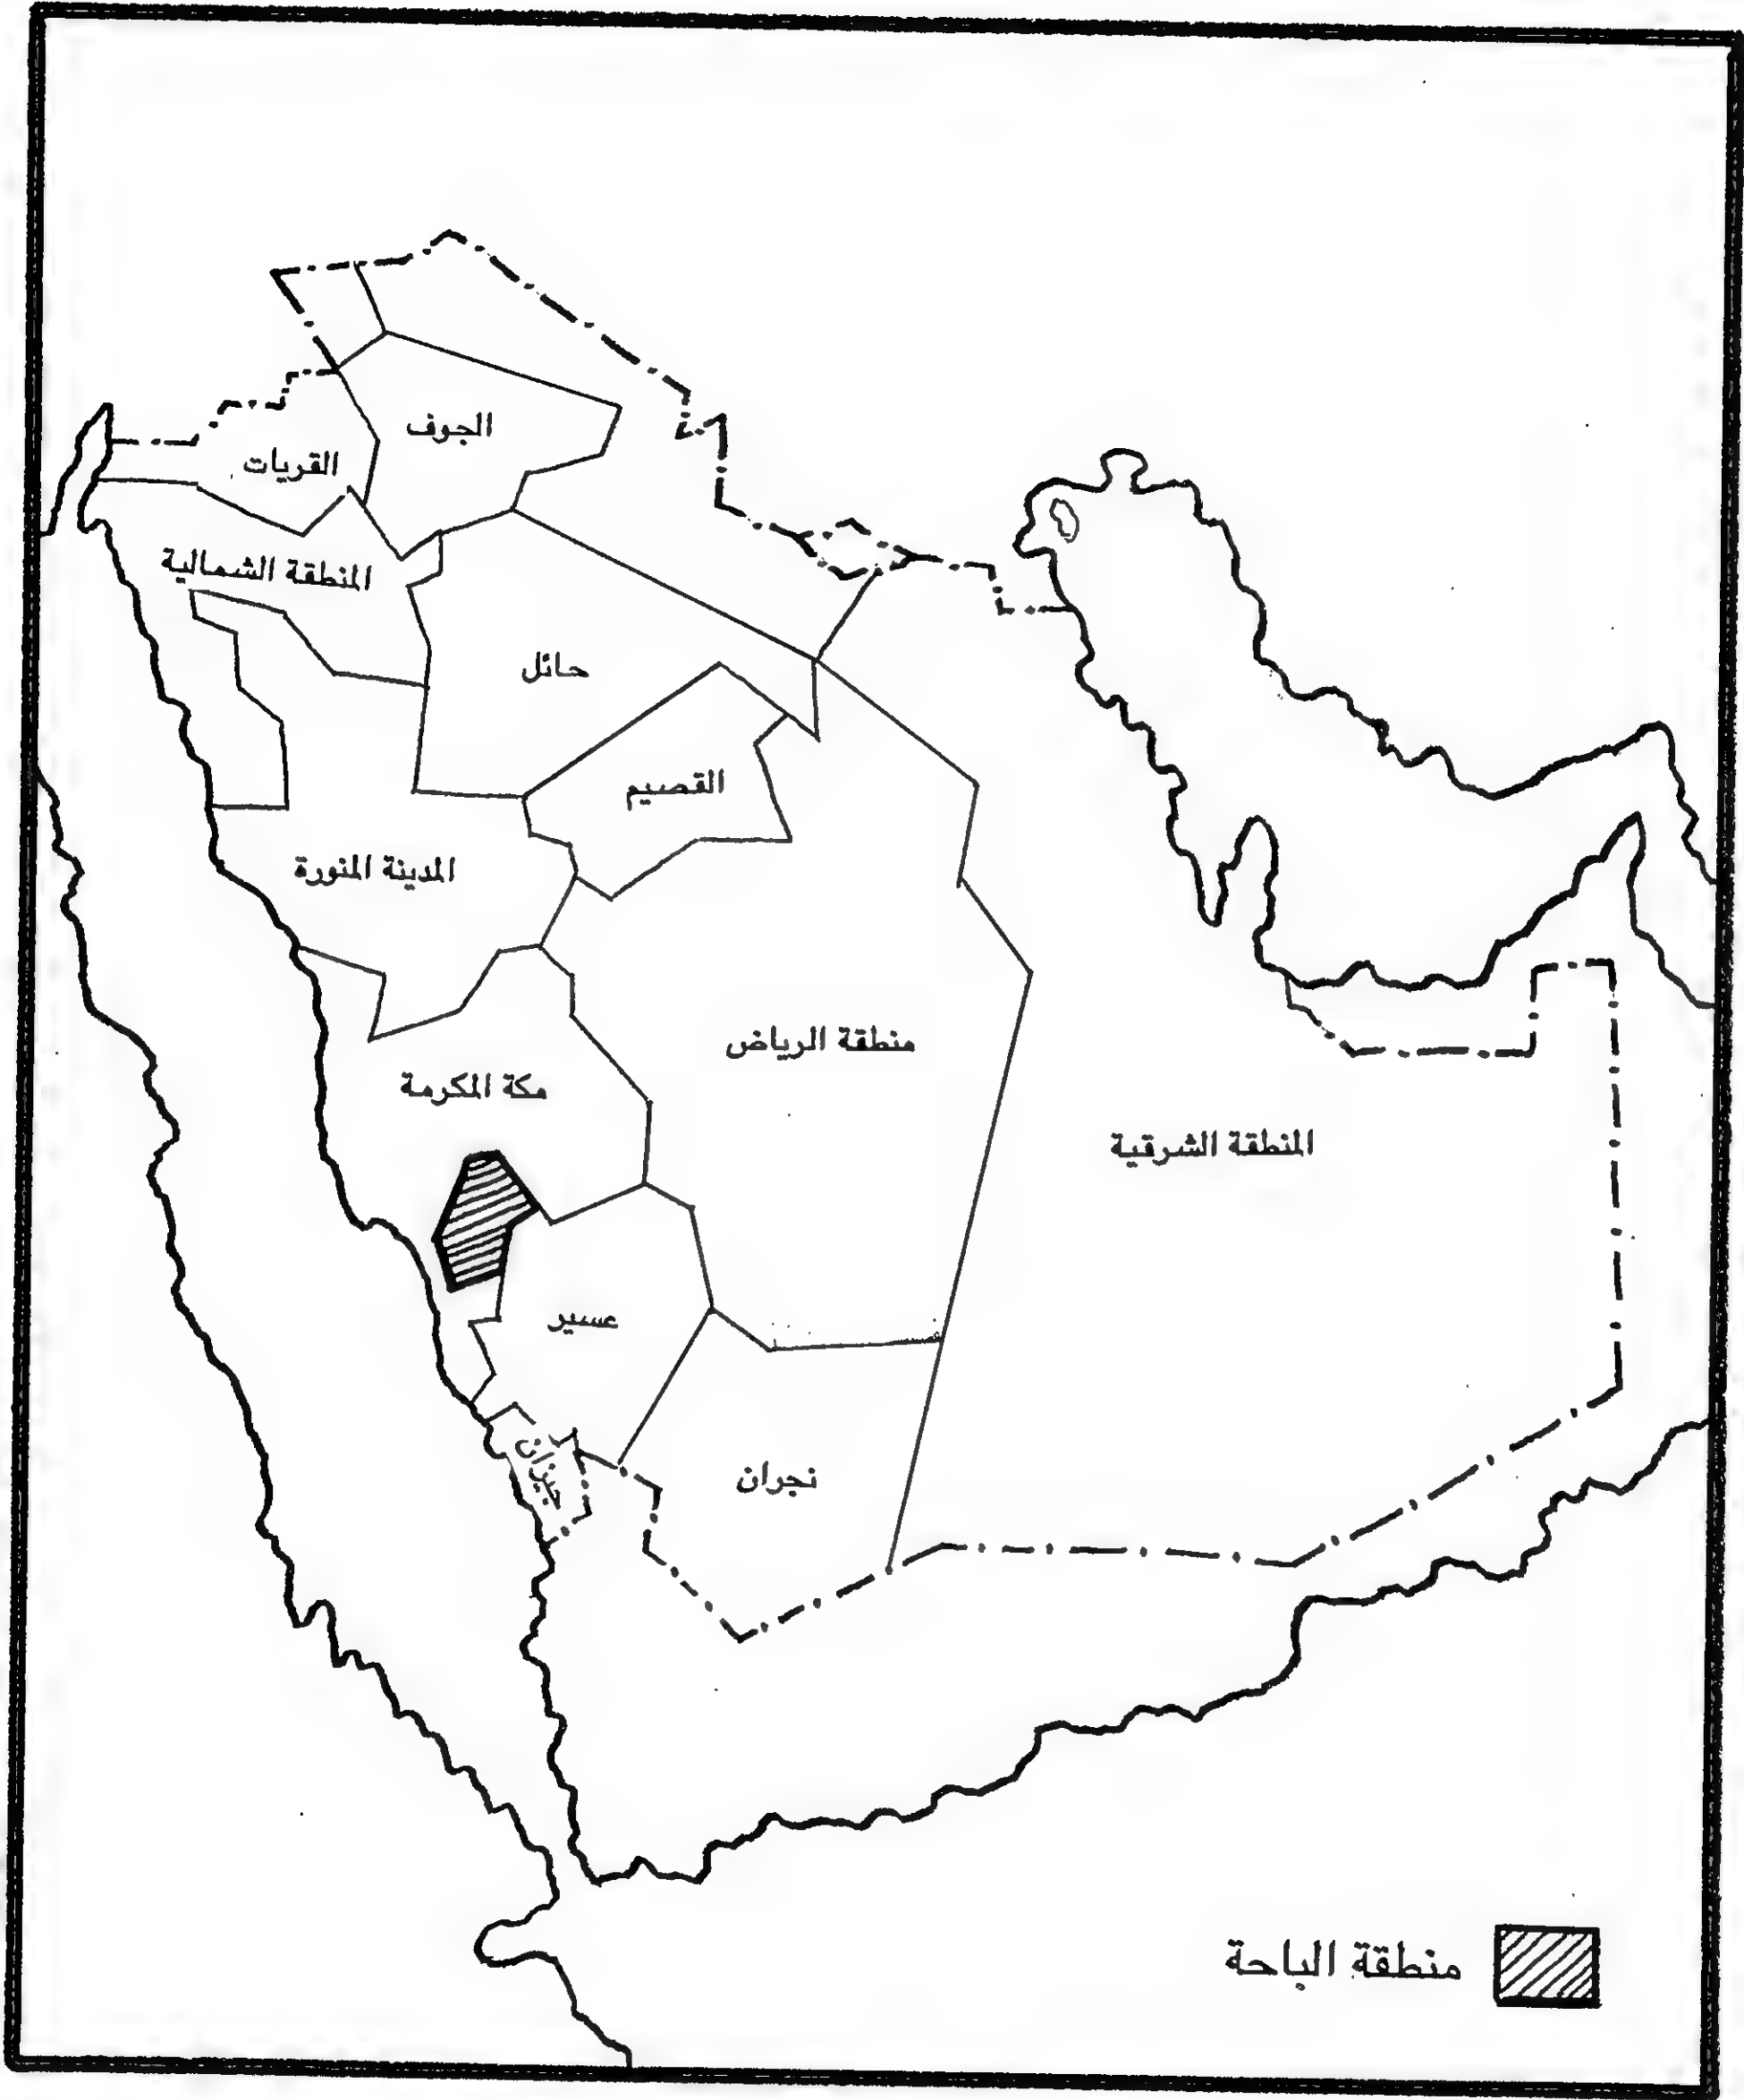 الجوف
القريات
المنطقة الشمالية
حائل
القصيم
المدينة المنورة
منطقة الرياض
مكة المكرمة
المنطقة الشرقية
عسير
جيزان
نجران
منطقة الباحة